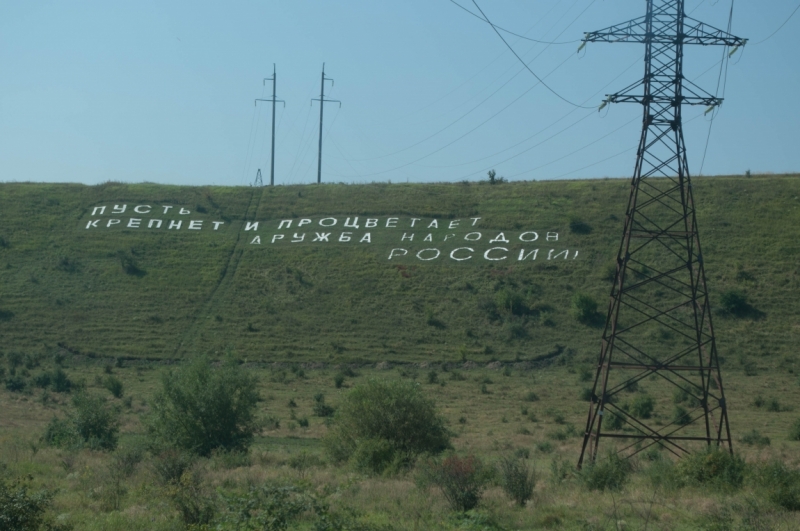 ПУСТЬ
КРЕПНЕТ И ПРОЦВЕТАЕТ
ДРУЖБА НАРОДОВ
РОССИИ